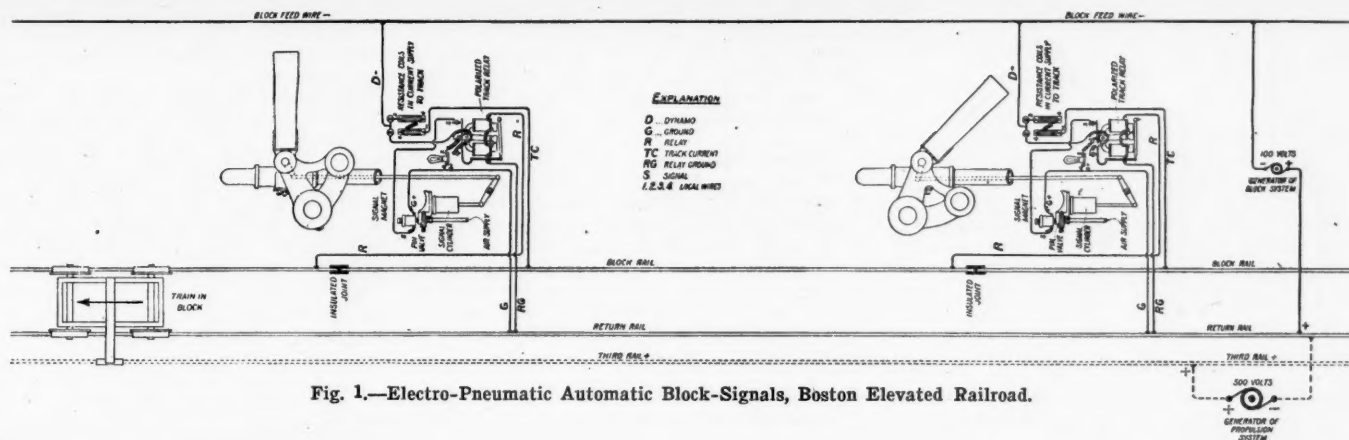 BLOCK FEED WIRE−
BLOCK FEED WIRE−
D−
RESISTANCE COILS
IN CURRENT SUPPLY
TO TRACK
POLARIZED
TRACK RELAY
R
TC
EXPLANATION
D... DYNAMO
G... GROUND
R RELAY
TC TRACK CURRENT
RG RELAY GROUND
S SIGNAL
1.2.3.4. LOCAL WIRES
D−
RESISTANCE COILS
IN CURRENT SUPPLY
TO TRACK
POLARIZED
TRACK RELAY
R
TC
100 VOLTS
− +
GENERATOR OF
BLOCK SYSTEM
SIGNAL
MAGNET
G+
PIN
VALVE
SIGNAL
CYLINDER
AIR SUPPLY
SIGNAL
MAGNET
G+
PIN
VALVE
SIGNAL
CYLINDER
AIR SUPPLY
R
R
BLOCK RAIL
BLOCK RAIL
TRAIN IN
BLOCK
INSULATED
JOINT
G
RG
INSULATED
JOINT
G
RG
RETURN RAIL
RETURN RAIL
+
THIRD RAIL +
THIRD RAIL +
+
500 VOLTS
+ −
GENERATOR OF
PROPULSION
SYSTEM
Fig. 1.—Electro-Pneumatic Automatic Block-Signals, Boston Elevated Railroad.